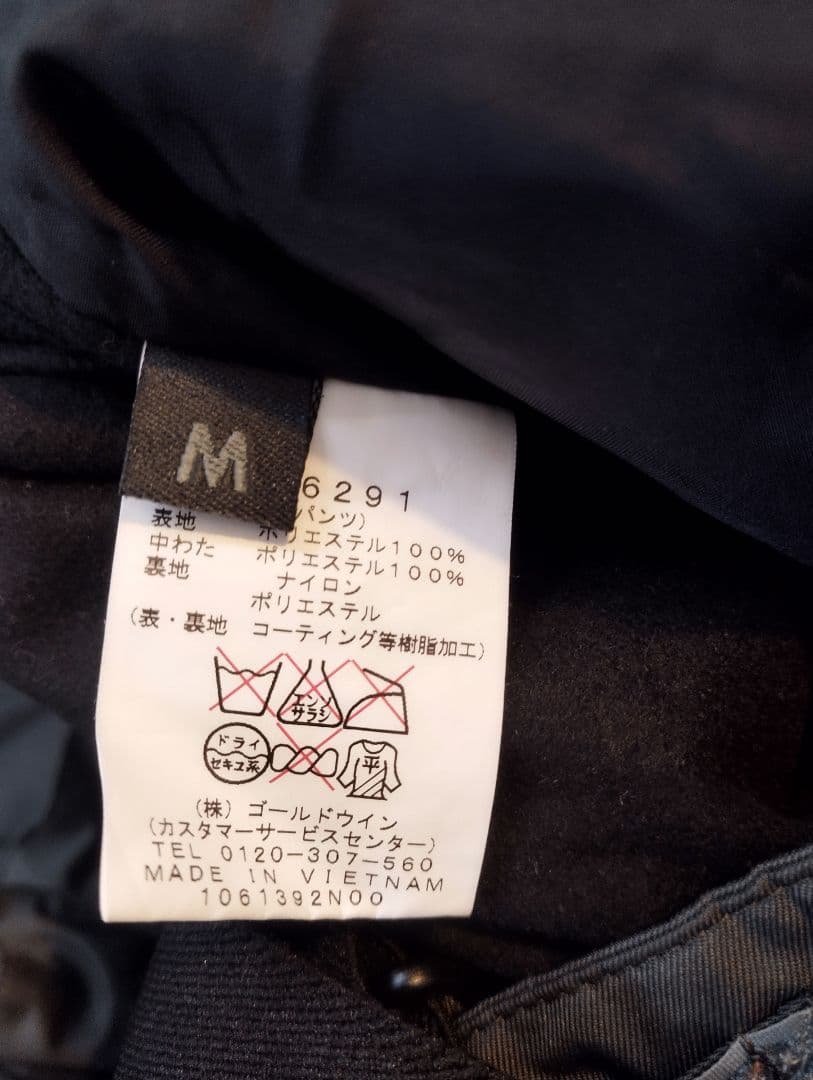 M
6291
パンツ)
表地 ポリエステル100%
中わた ポリエステル100%
裏地 ナイロン
ポリエステル
(表・裏地 コーティング等樹脂加工)
エンソ
サラシ
ドライ
セキユ系
平
(株) ゴールドウイン
(カスタマーサービスセンター)
TEL 0120-307-560
MADE IN VIETNAM
1061392N00